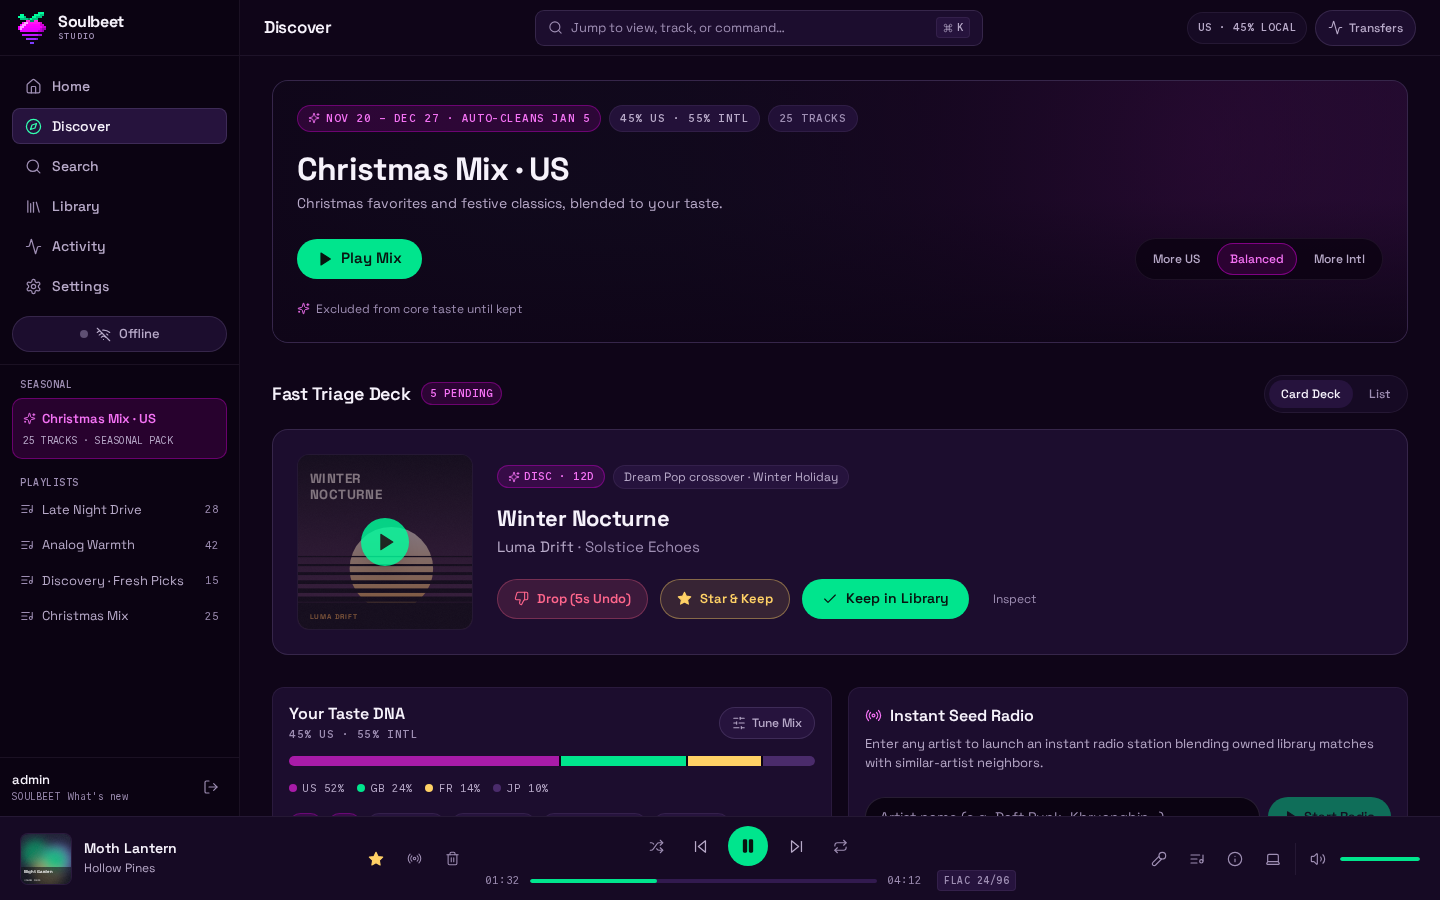 Soulbeet
STUDIO
Home
Discover
Search
Library
Activity
Settings
Offline
SEASONAL
Christmas Mix · US
25 TRACKS · SEASONAL PACK
PLAYLISTS
Late Night Drive 28
Analog Warmth 42
Discovery · Fresh Picks 15
Christmas Mix 25
admin
SOULBEET What's new
Discover
Jump to view, track, or command…
⌘ K
US · 45% LOCAL
Transfers
NOV 20 – DEC 27 · AUTO-CLEANS JAN 5
45% US · 55% INTL
25 TRACKS
Christmas Mix · US
Christmas favorites and festive classics, blended to your taste.
Play Mix
More US
Balanced
More Intl
Excluded from core taste until kept
Fast Triage Deck
5 PENDING
Card Deck
List
WINTER
NOCTURNE
LUMA DRIFT
DISC · 12D
Dream Pop crossover · Winter Holiday
Winter Nocturne
Luma Drift · Solstice Echoes
Drop (5s Undo)
Star & Keep
Keep in Library
Inspect
Your Taste DNA
45% US · 55% INTL
Tune Mix
US 52%
GB 24%
FR 14%
JP 10%
Instant Seed Radio
Enter any artist to launch an instant radio station blending owned library matches
with similar-artist neighbors.
Moth Lantern
Hollow Pines
01:32
04:12
FLAC 24/96